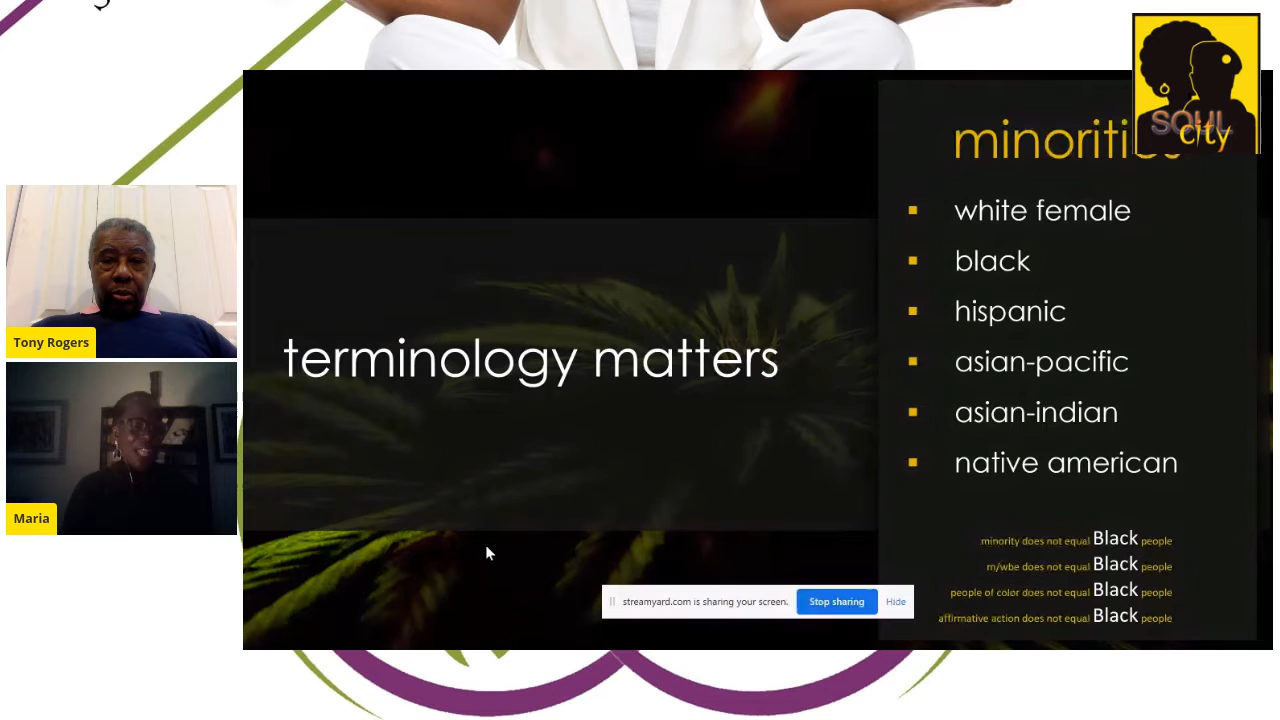 Tony Rogers
Maria
SOUL
City
terminology matters
minorities
white female
black
hispanic
asian-pacific
asian-indian
native american
minority does not equal Black people
m/wbe does not equal Black people
people of color does not equal Black people
affirmative action does not equal Black people
streamyard.com is sharing your screen. Stop sharing Hide